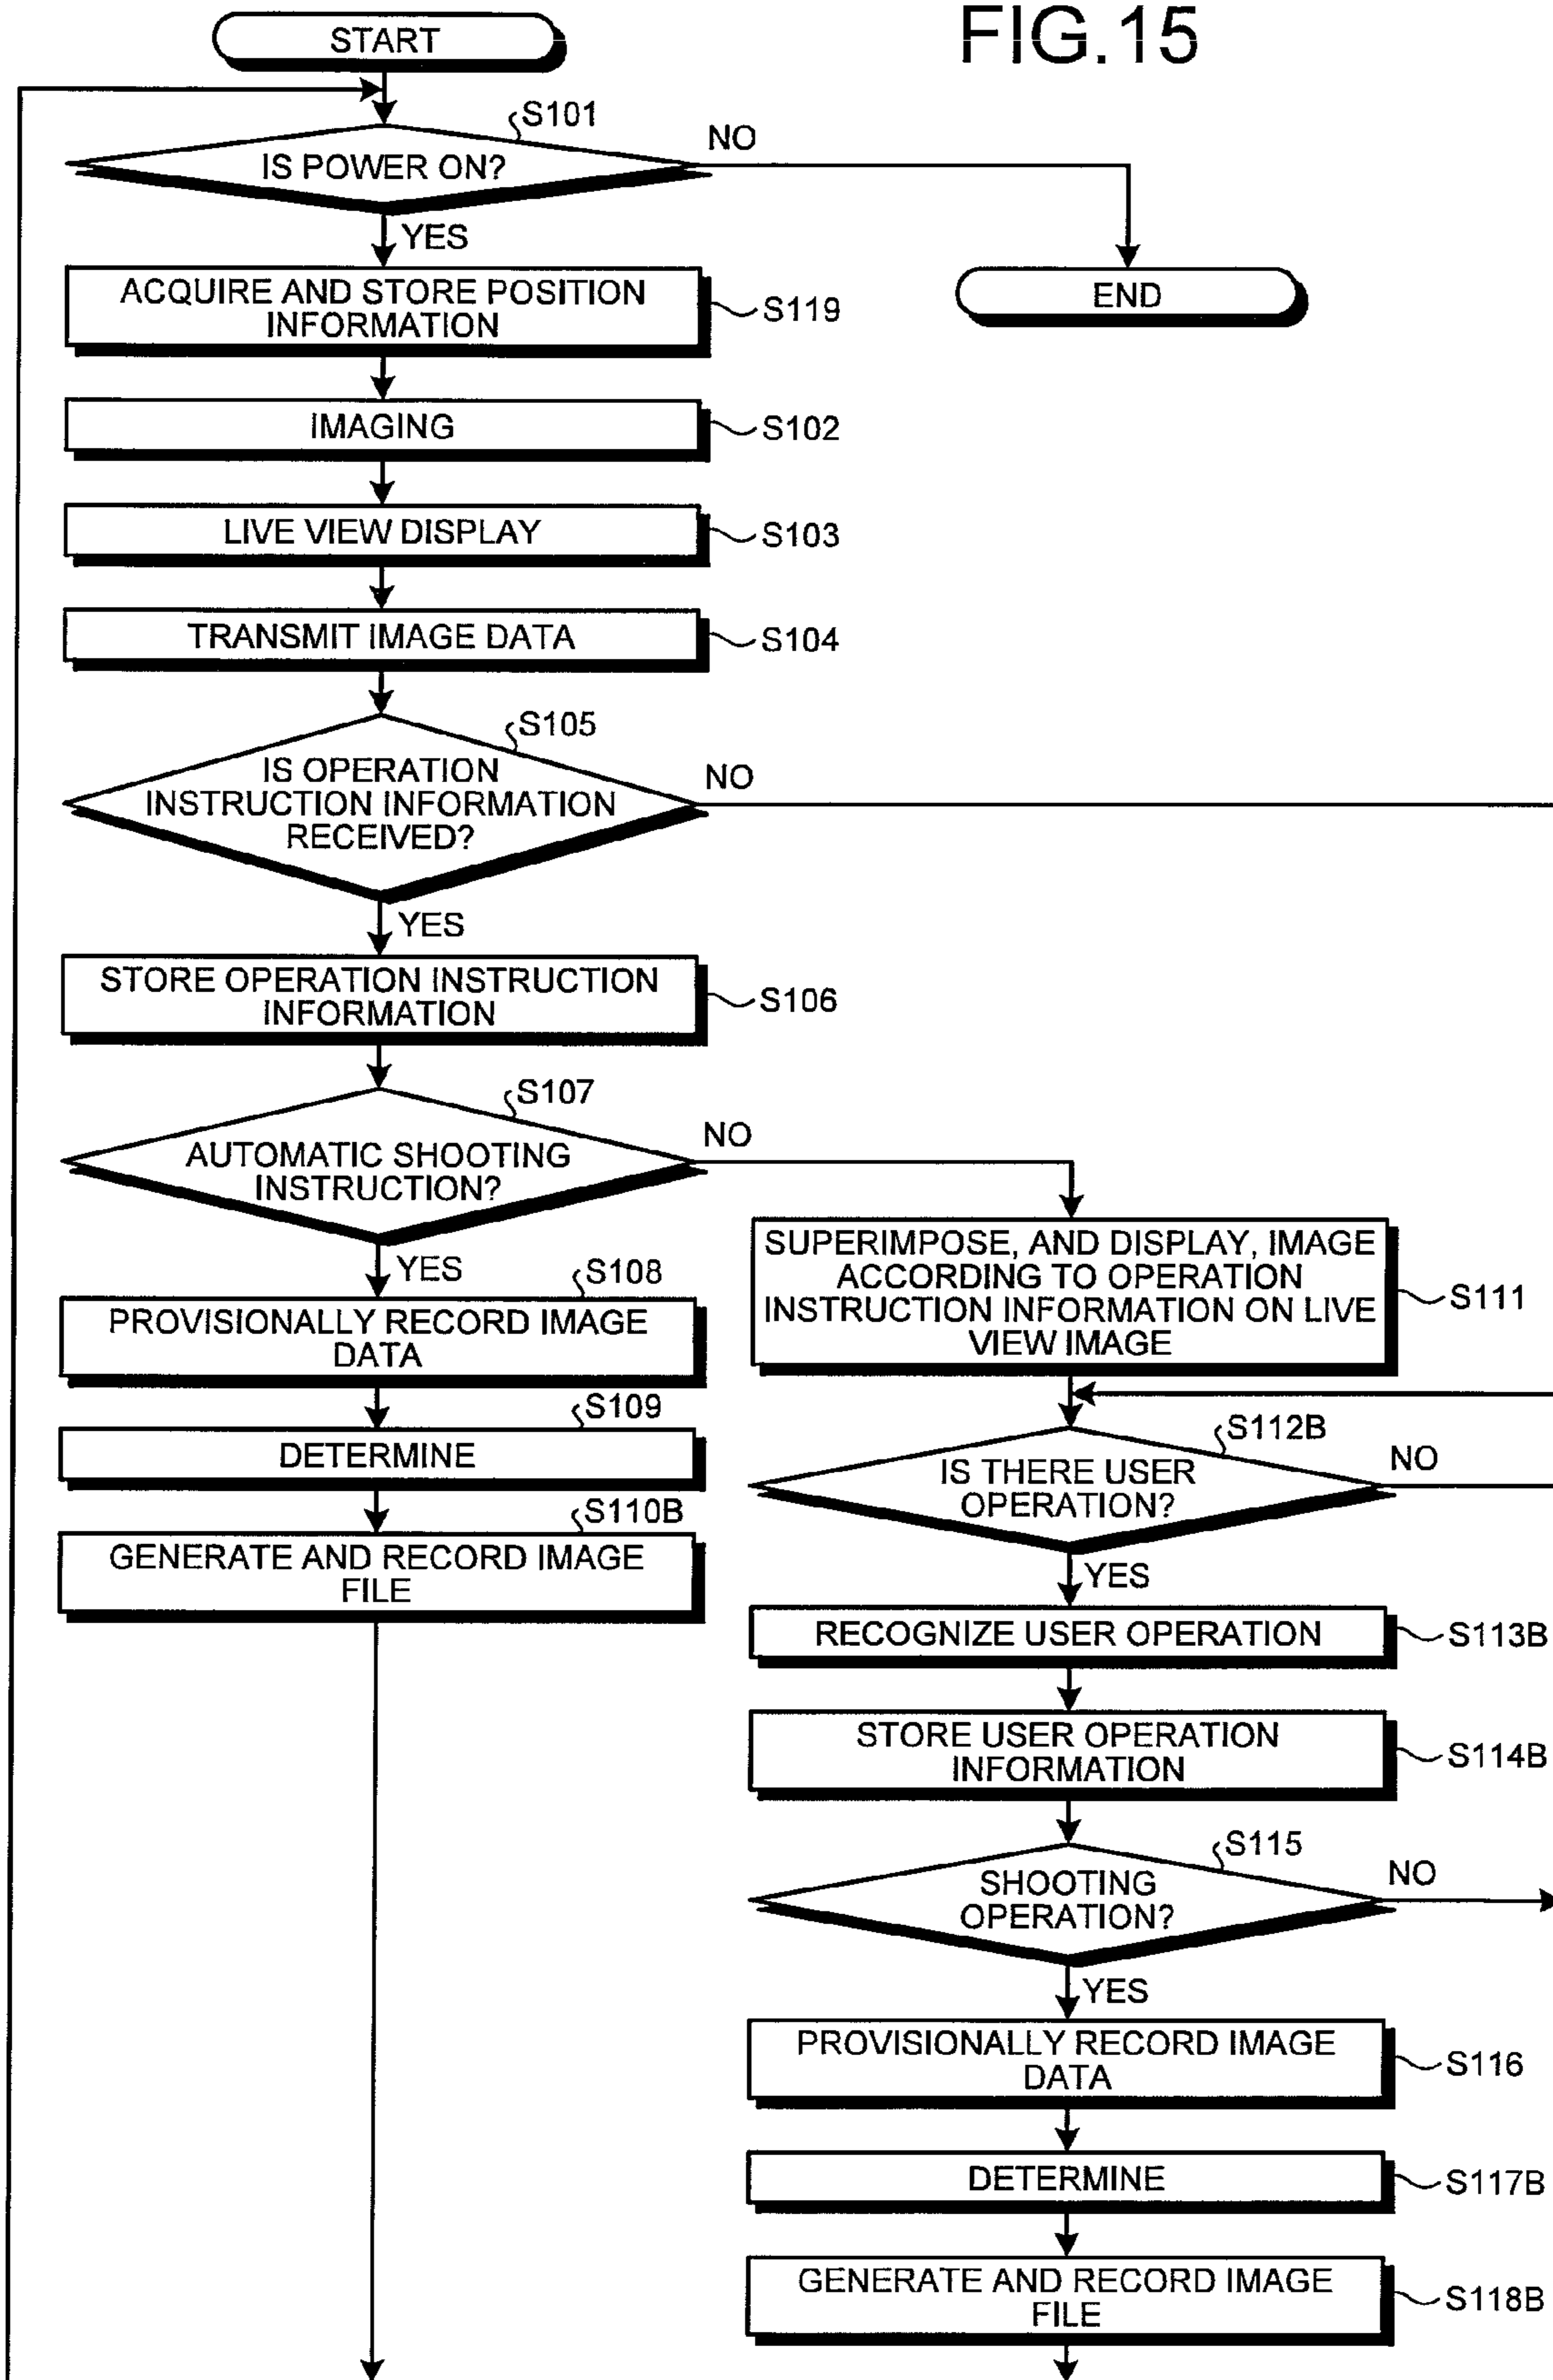 FIG.15
START
S101
IS POWER ON?
NO
YES
END
ACQUIRE AND STORE POSITION
INFORMATION
S119
IMAGING
S102
LIVE VIEW DISPLAY
S103
TRANSMIT IMAGE DATA
S104
S105
IS OPERATION
INSTRUCTION INFORMATION
RECEIVED?
NO
YES
STORE OPERATION INSTRUCTION
INFORMATION
S106
S107
AUTOMATIC SHOOTING
INSTRUCTION?
NO
YES
S108
PROVISIONALLY RECORD IMAGE
DATA
S109
DETERMINE
S110B
GENERATE AND RECORD IMAGE
FILE
SUPERIMPOSE, AND DISPLAY, IMAGE
ACCORDING TO OPERATION
INSTRUCTION INFORMATION ON LIVE
VIEW IMAGE
S111
S112B
IS THERE USER
OPERATION?
NO
YES
RECOGNIZE USER OPERATION
S113B
STORE USER OPERATION
INFORMATION
S114B
S115
SHOOTING
OPERATION?
NO
YES
PROVISIONALLY RECORD IMAGE
DATA
S116
DETERMINE
S117B
GENERATE AND RECORD IMAGE
FILE
S118B